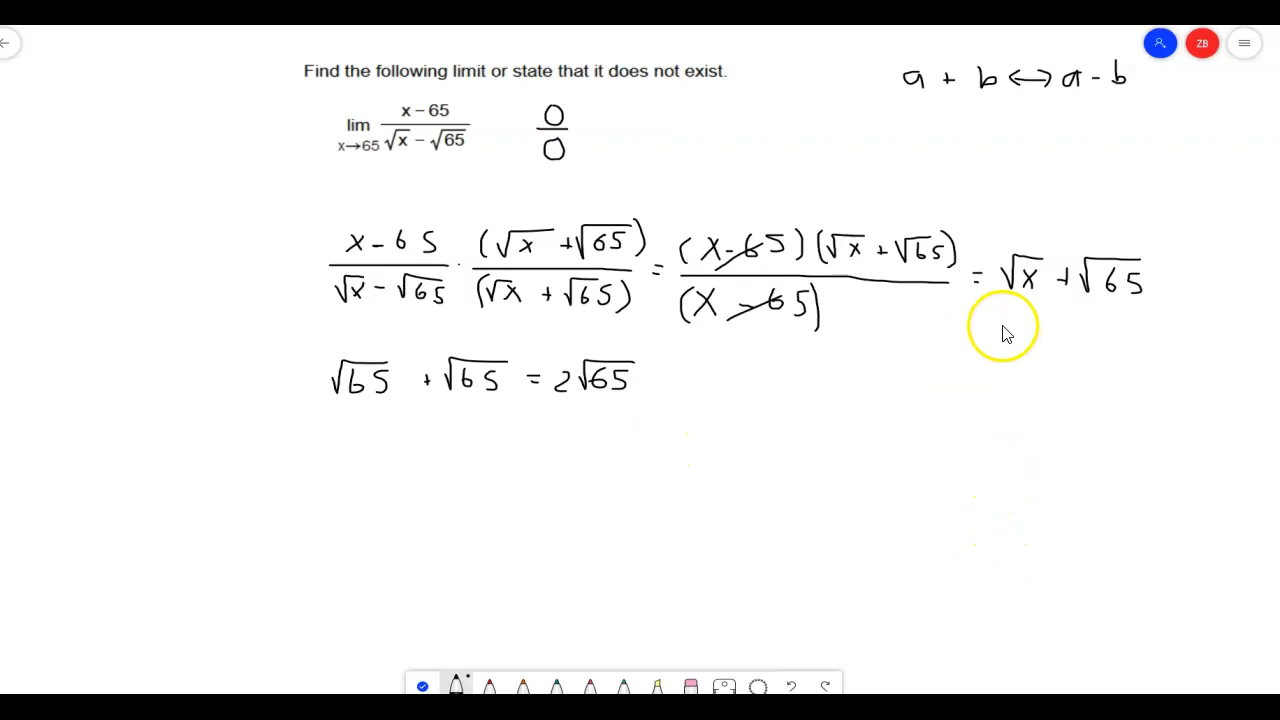 ZB
Find the following limit or state that it does not exist.
a + b ↔ a - b
lim x→65 (x - 65)/(√x - √65)
0/0
(x - 65)/(√x - √65) · (√x + √65)/(√x + √65) = (x - 65)(√x + √65)/(x - 65) = √x + √65
√65 + √65 = 2√65